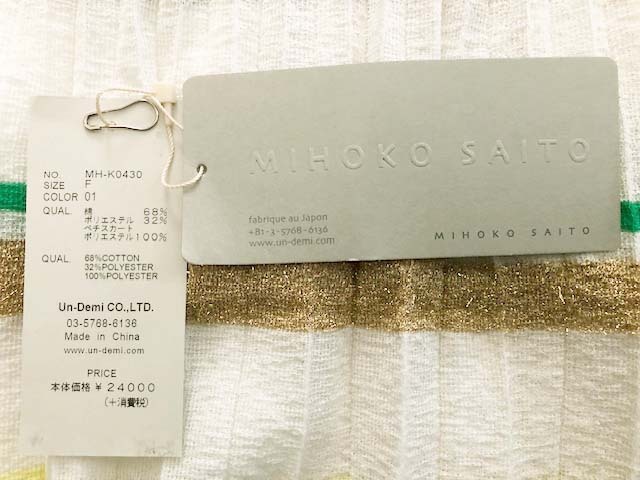 NO. MH-K0430
SIZE F
COLOR 01
QUAL. 綿 68%
ポリエステル 32%
ペチスカート
ポリエステル100%
QUAL. 68%COTTON
32%POLYESTER
100%POLYESTER
Un-Demi CO.,LTD.
03-5768-6136
Made in China
www.un-demi.com
PRICE
本体価格 ¥ 24000
(+消費税)
MIHOKO SAITO
fabrique au Japon
+81-3-5768-6136
www.un-demi.com
MIHOKO SAITO